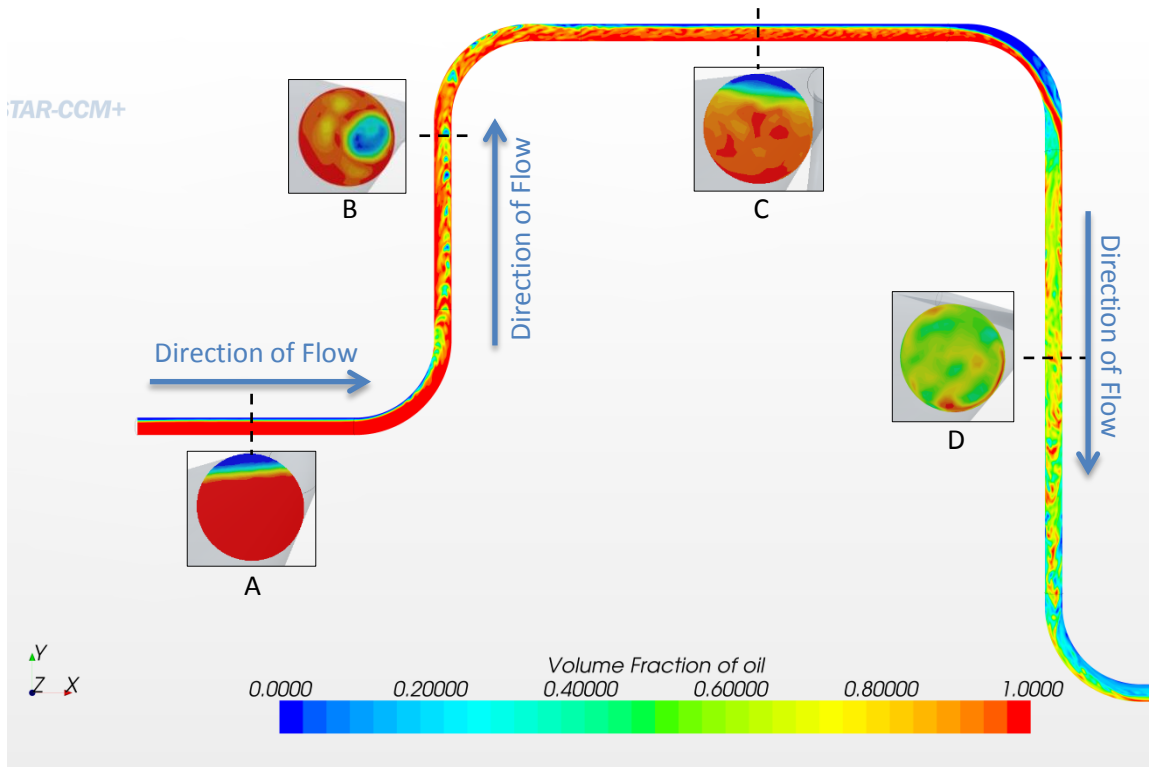 STAR-CCM+
B
Direction of Flow
C
Direction of Flow
Direction of Flow
D
A
Y
Z X
Volume Fraction of oil
0.0000 0.20000 0.40000 0.60000 0.80000 1.0000